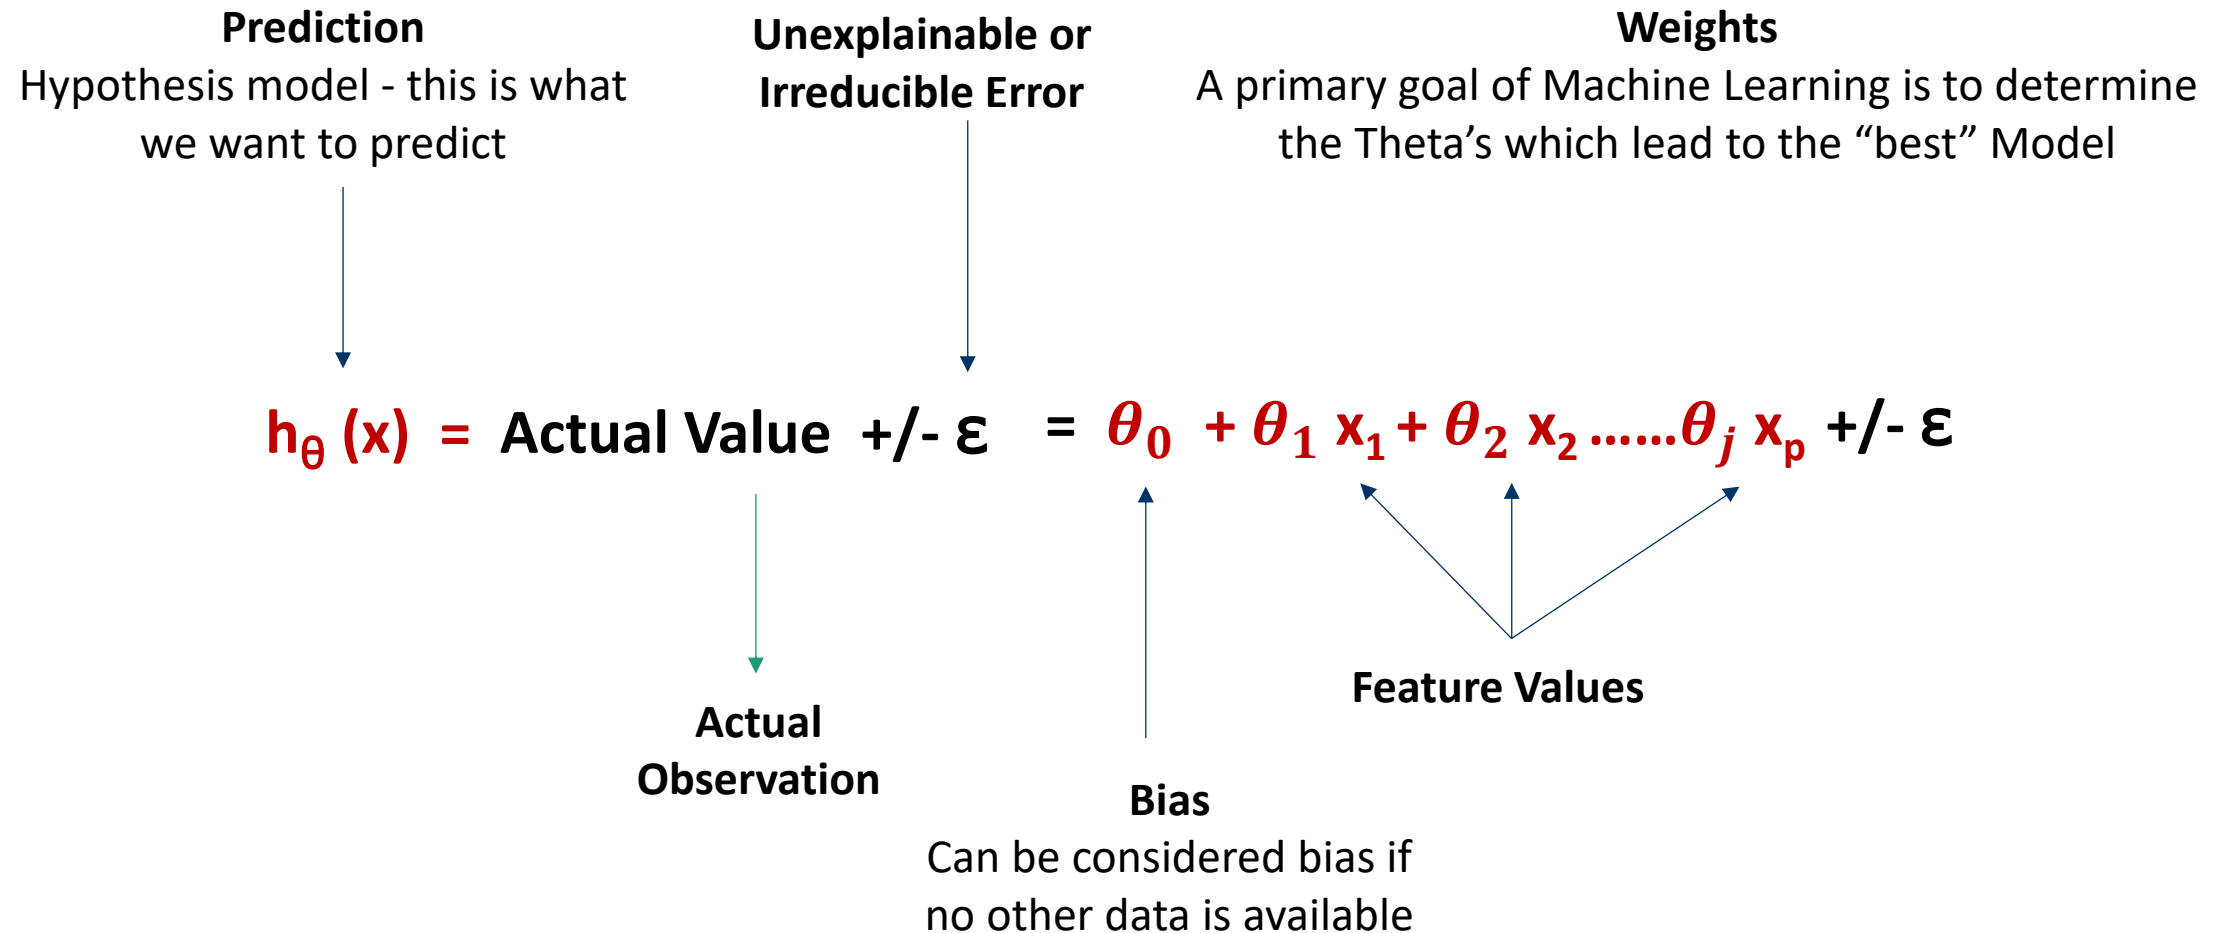 Prediction
Hypothesis model - this is what
we want to predict
Unexplainable or
Irreducible Error
Weights
A primary goal of Machine Learning is to determine
the Theta’s which lead to the “best” Model
hθ (x) = Actual Value +/- ε = θ0 + θ1 x1 + θ2 x2 ......θj xp +/- ε
Actual
Observation
Feature Values
Bias
Can be considered bias if
no other data is available